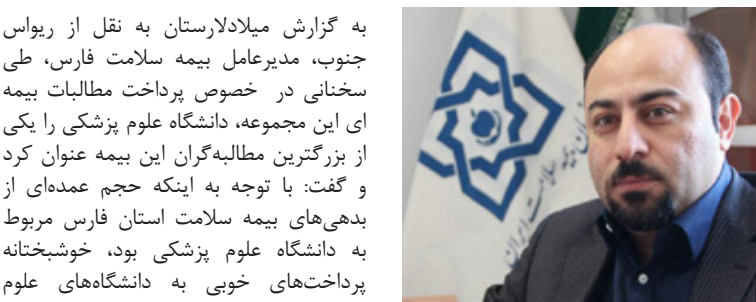 به گزارش میلادلارستان به نقل از ریواس
جنوب، مدیرعامل بیمه سلامت فارس، طی
سخنانی در خصوص پرداخت مطالبات بیمه
ای این مجموعه، دانشگاه علوم پزشکی را یکی
از بزرگترین مطالبه‌گران این بیمه عنوان کرد
و گفت: با توجه به اینکه حجم عمده‌ای از
بدهی‌های بیمه سلامت استان فارس مربوط
به دانشگاه علوم پزشکی بود، خوشبختانه
پرداخت‌های خوبی به دانشگاه‌های علوم
بیمه سلامت ایران